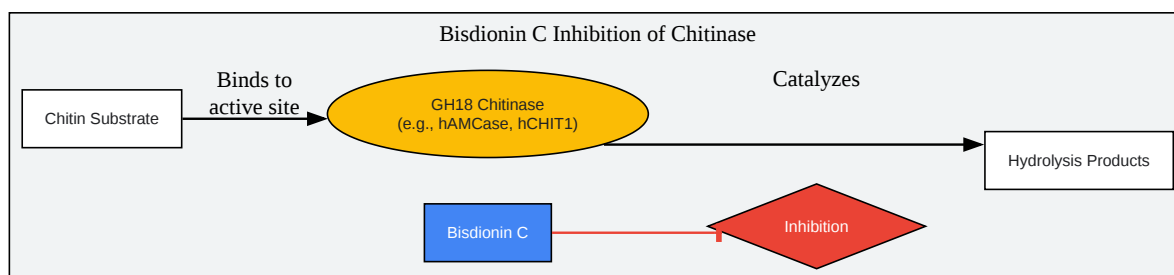 Bisdionin C Inhibition of Chitinase
Binds to
active site
Catalyzes
Chitin Substrate
GH18 Chitinase
(e.g., hAMCase, hCHIT1)
Hydrolysis Products
Bisdionin C
Inhibition